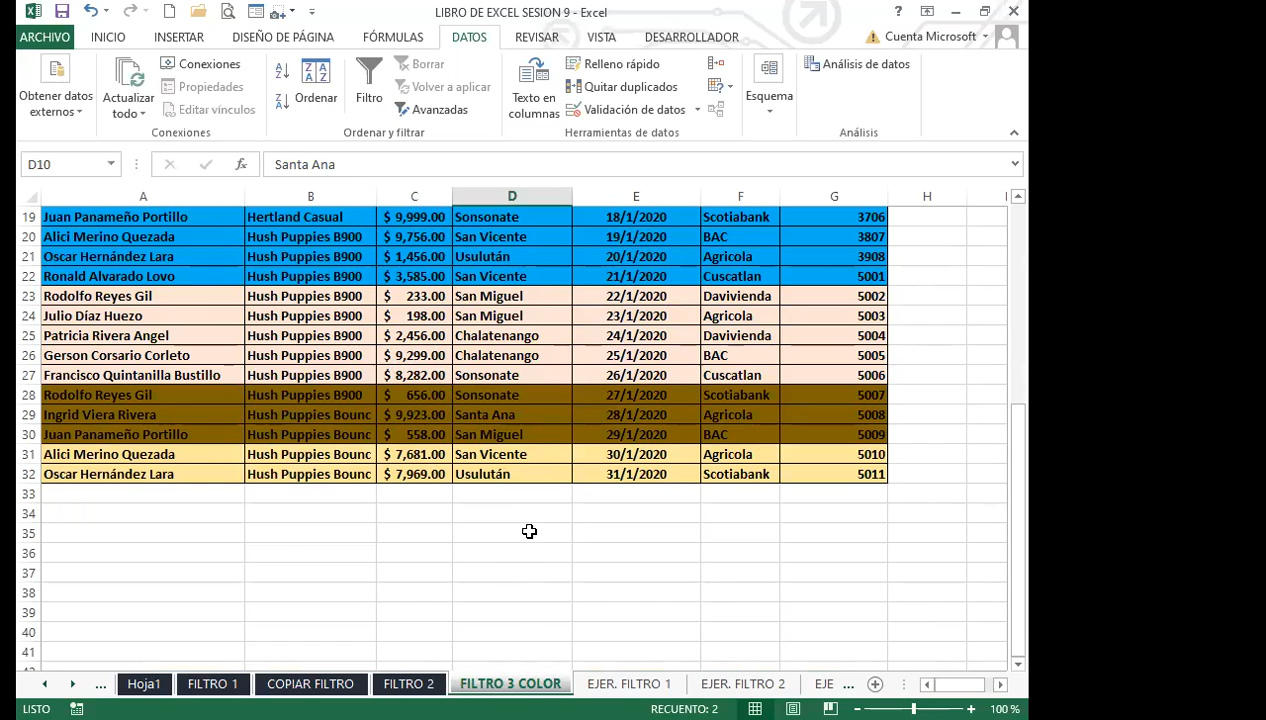 LIBRO DE EXCEL SESION 9 - Excel
?
ARCHIVO INICIO INSERTAR DISEÑO DE PÁGINA FÓRMULAS DATOS REVISAR VISTA DESARROLLADOR Cuenta Microsoft
Obtener datos externos
Actualizar todo
Conexiones
Propiedades
Editar vínculos
Conexiones
Ordenar
Filtro
Borrar
Volver a aplicar
Avanzadas
Ordenar y filtrar
Texto en columnas
Relleno rápido
Quitar duplicados
Validación de datos
Herramientas de datos
Esquema
Análisis de datos
Análisis
D10 fx Santa Ana
A B C D E F G H I
19 Juan Panameño Portillo Hertland Casual $ 9,999.00 Sonsonate 18/1/2020 Scotiabank 3706
20 Alici Merino Quezada Hush Puppies B900 $ 9,756.00 San Vicente 19/1/2020 BAC 3807
21 Oscar Hernández Lara Hush Puppies B900 $ 1,456.00 Usulután 20/1/2020 Agricola 3908
22 Ronald Alvarado Lovo Hush Puppies B900 $ 3,585.00 San Vicente 21/1/2020 Cuscatlan 5001
23 Rodolfo Reyes Gil Hush Puppies B900 $ 233.00 San Miguel 22/1/2020 Davivienda 5002
24 Julio Díaz Huezo Hush Puppies B900 $ 198.00 San Miguel 23/1/2020 Agricola 5003
25 Patricia Rivera Angel Hush Puppies B900 $ 2,456.00 Chalatenango 24/1/2020 Davivienda 5004
26 Gerson Corsario Corleto Hush Puppies B900 $ 9,299.00 Chalatenango 25/1/2020 BAC 5005
27 Francisco Quintanilla Bustillo Hush Puppies B900 $ 8,282.00 Sonsonate 26/1/2020 Cuscatlan 5006
28 Rodolfo Reyes Gil Hush Puppies B900 $ 656.00 Sonsonate 27/1/2020 Scotiabank 5007
29 Ingrid Viera Rivera Hush Puppies Bounc $ 9,923.00 Santa Ana 28/1/2020 Agricola 5008
30 Juan Panameño Portillo Hush Puppies Bounc $ 558.00 San Miguel 29/1/2020 BAC 5009
31 Alici Merino Quezada Hush Puppies Bounc $ 7,681.00 San Vicente 30/1/2020 Agricola 5010
32 Oscar Hernández Lara Hush Puppies Bounc $ 7,969.00 Usulután 31/1/2020 Scotiabank 5011
33
34
35
36
37
38
39
40
41
... Hoja1 FILTRO 1 COPIAR FILTRO FILTRO 2 FILTRO 3 COLOR EJER. FILTRO 1 EJER. FILTRO 2 EJE ...
LISTO RECUENTO: 2 100 %